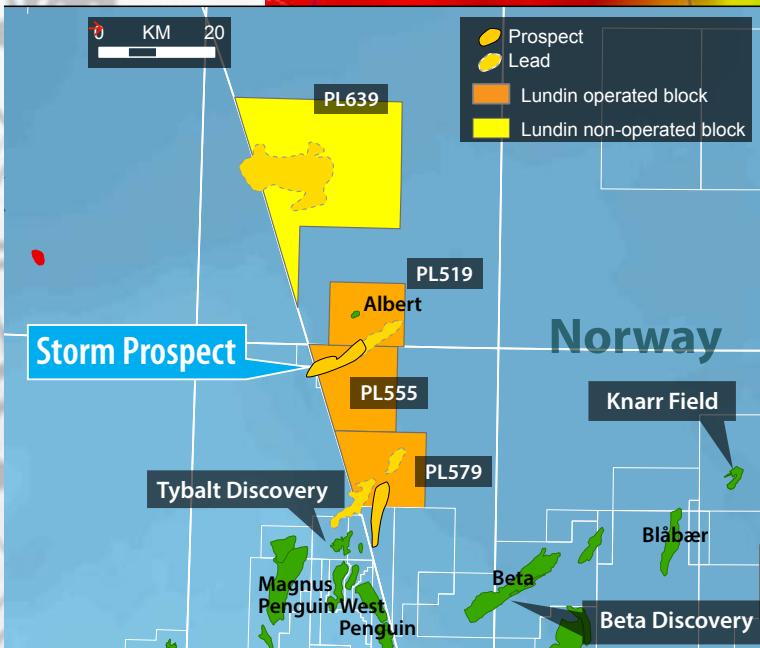 0 KM 20
Prospect
Lead
Lundin operated block
Lundin non-operated block
PL639
PL519
Albert
Norway
Storm Prospect
PL555
Knarr Field
PL579
Tybalt Discovery
Blåbær
Beta
Magnus
Penguin West
Penguin
Beta Discovery